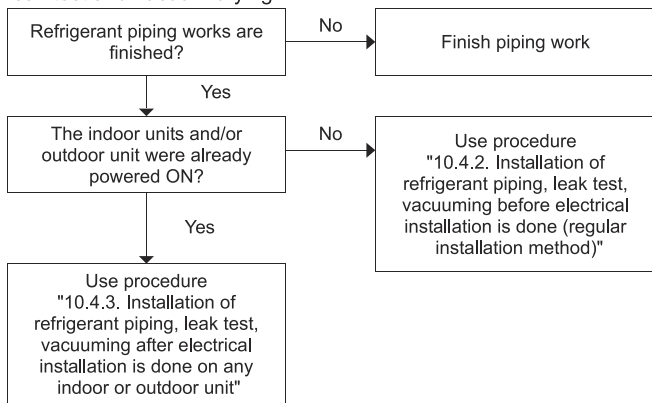 Refrigerant piping works are
finished?
No
Finish piping work
Yes
The indoor units and/or
outdoor unit were already
powered ON?
No
Use procedure
"10.4.2. Installation of
refrigerant piping, leak test,
vacuuming before electrical
installation is done (regular
installation method)"
Yes
Use procedure
"10.4.3. Installation of
refrigerant piping, leak test,
vacuuming after electrical
installation is done on any
indoor or outdoor unit"